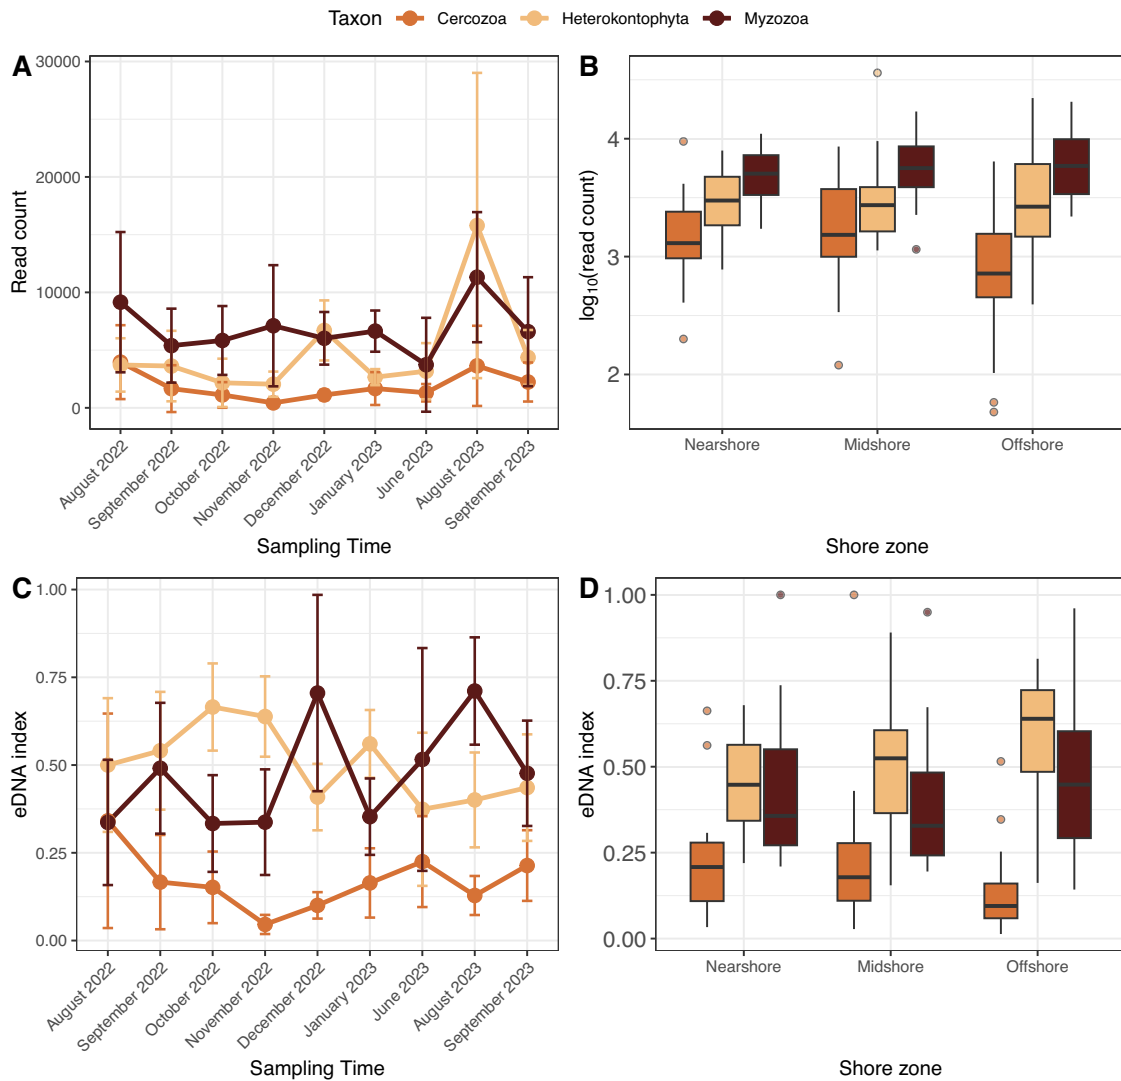 Taxon Cercozoa Heterokontophyta Myzozoa
A
30000
20000
10000
0
Read count
August 2022
September 2022
October 2022
November 2022
December 2022
January 2023
June 2023
August 2023
September 2023
Sampling Time
B
4
3
2
log10(read count)
Nearshore Midshore Offshore
Shore zone
C
1.00
0.75
0.50
0.25
0.00
eDNA index
August 2022
September 2022
October 2022
November 2022
December 2022
January 2023
June 2023
August 2023
September 2023
Sampling Time
D
1.00
0.75
0.50
0.25
0.00
eDNA index
Nearshore Midshore Offshore
Shore zone